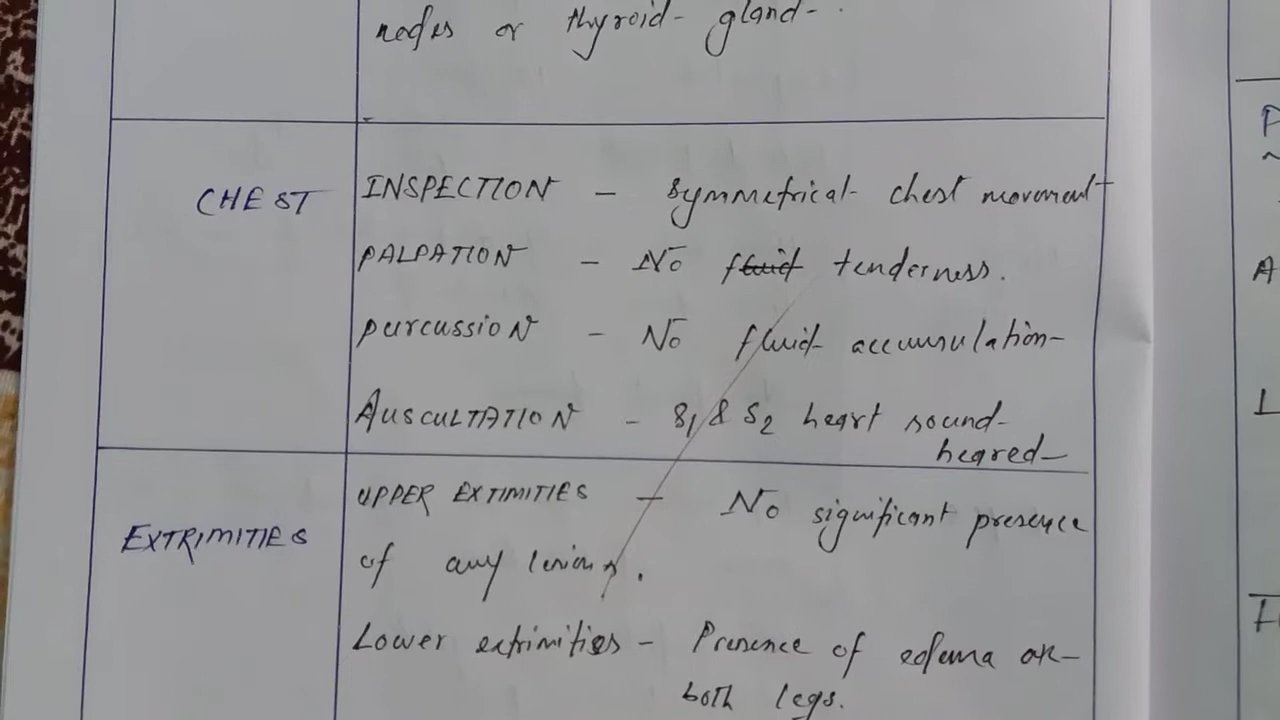 nodes or thyroid- gland-.
CHEST
INSPECTION - Symmetrical chest movement
PALPATION - No fluid tenderness.
purcussion - No fluid accumulation-
AUSCULTATION - S1 & S2 heart sound-
heared-
EXTRIMITIES
UPPER EXTIMITIES - No significant presence
of any lesions.
Lower extrimities - Presence of edema on-
both legs.